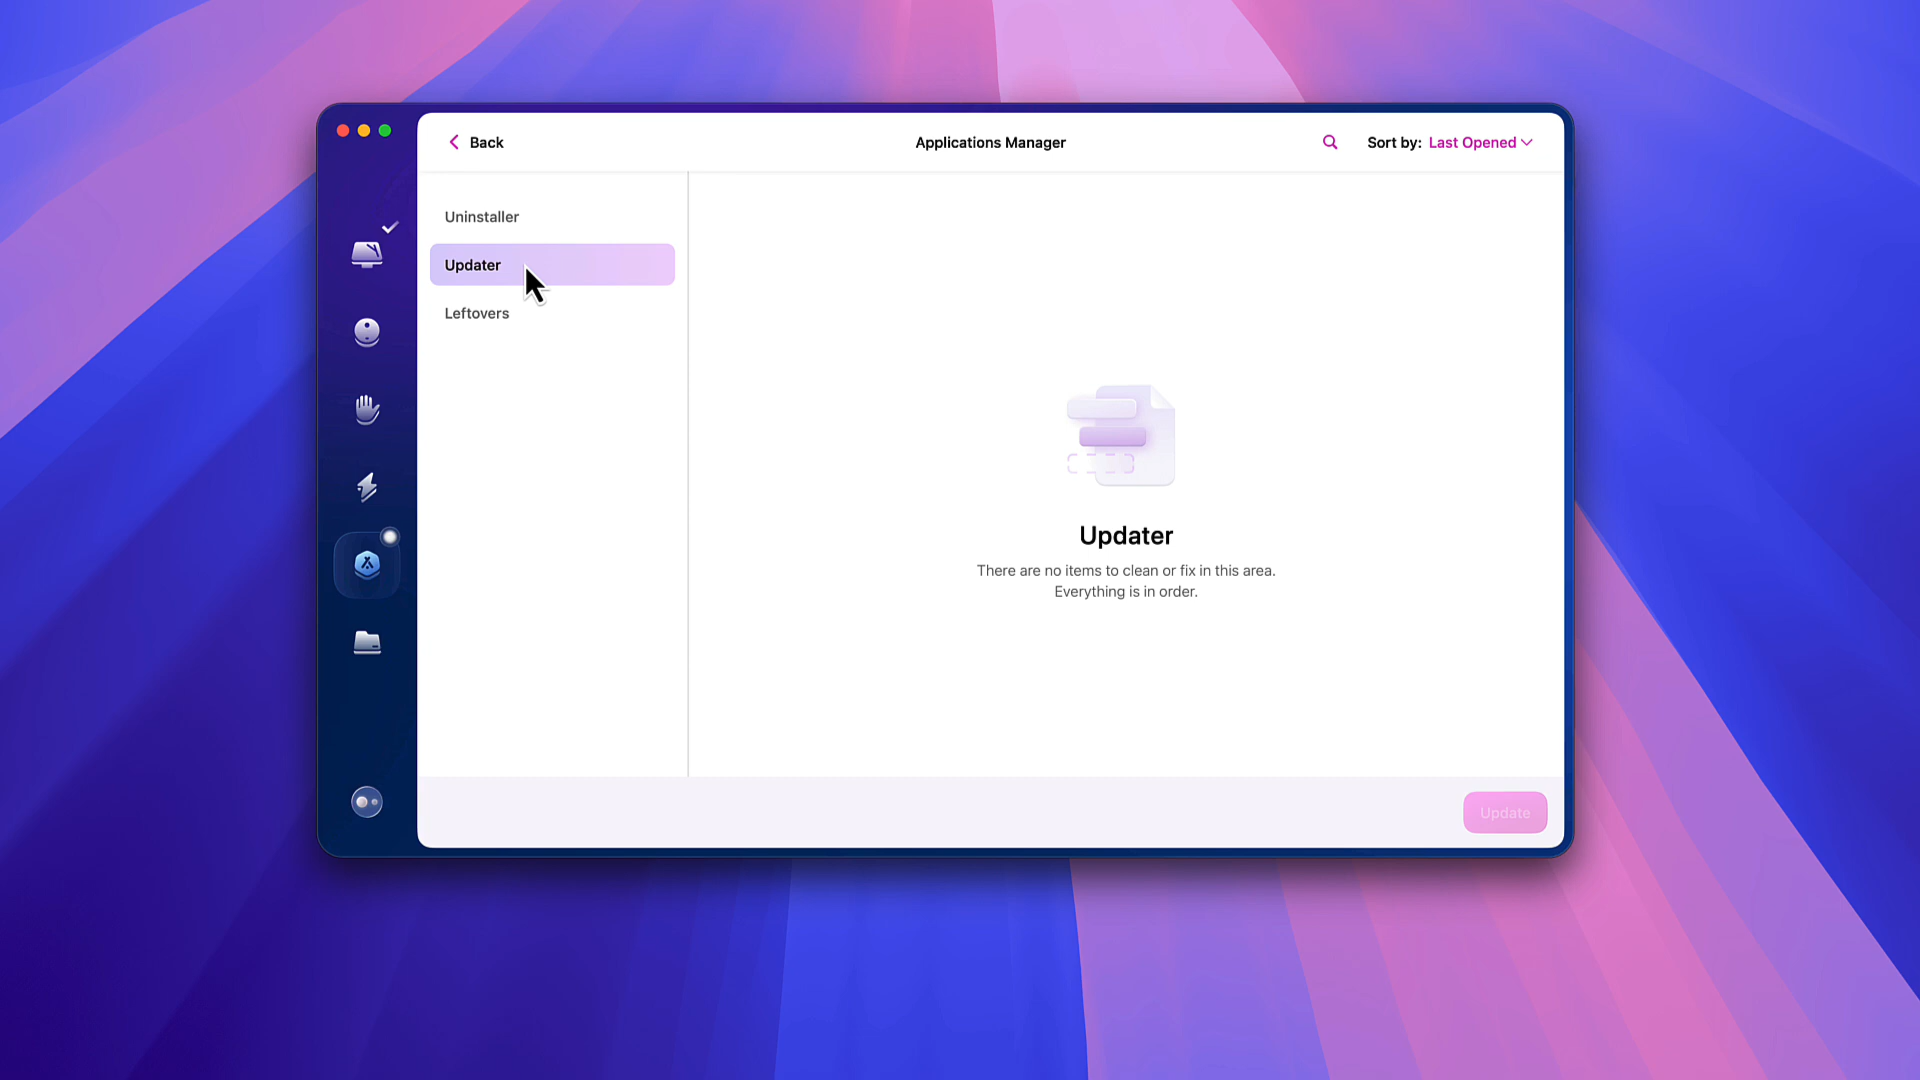 Back
Applications Manager
Sort by: Last Opened
Uninstaller
Updater
Leftovers
Updater
There are no items to clean or fix in this area.
Everything is in order.
Update